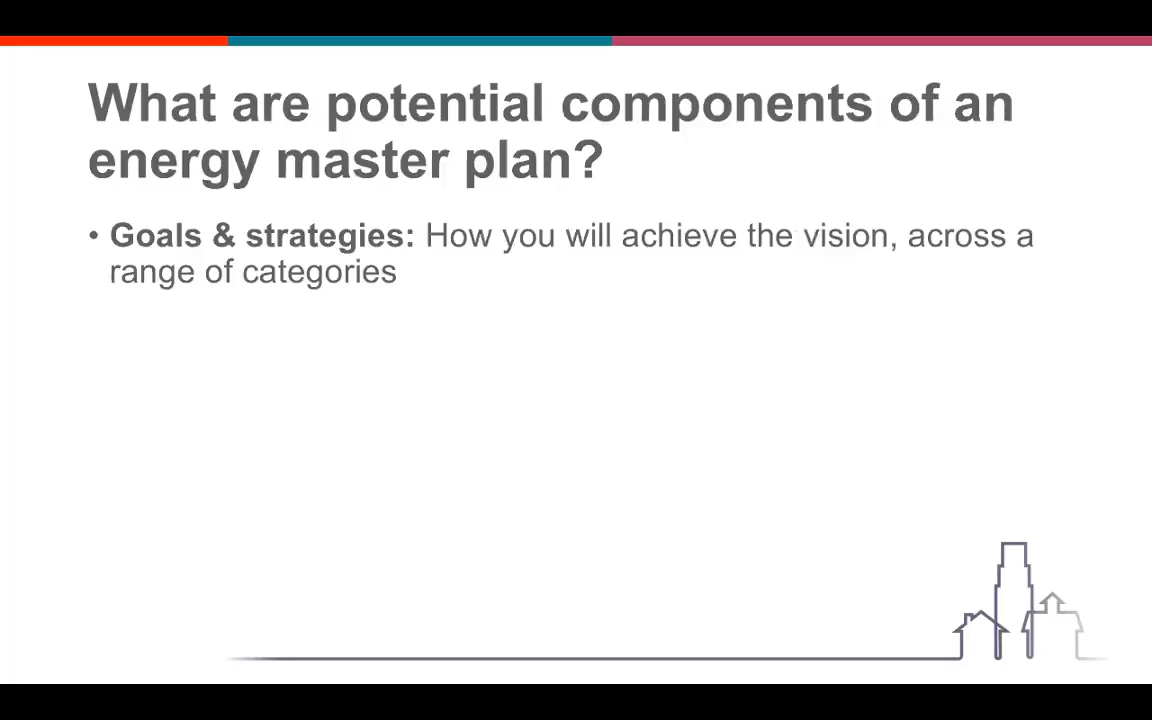 What are potential components of an
energy master plan?
• Goals & strategies: How you will achieve the vision, across a
range of categories